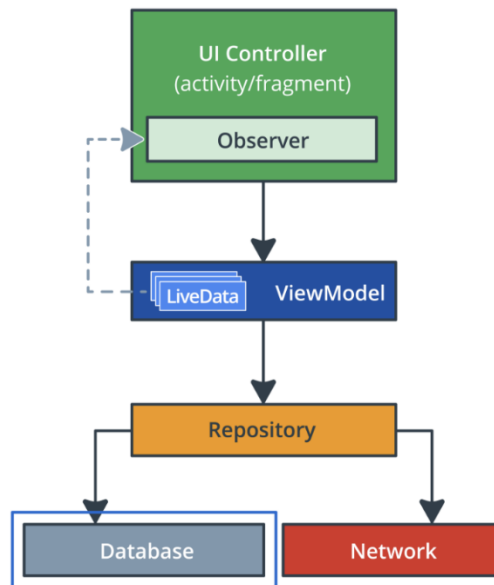 UI Controller
(activity/fragment)
Observer
LiveData
ViewModel
Repository
Database
Network